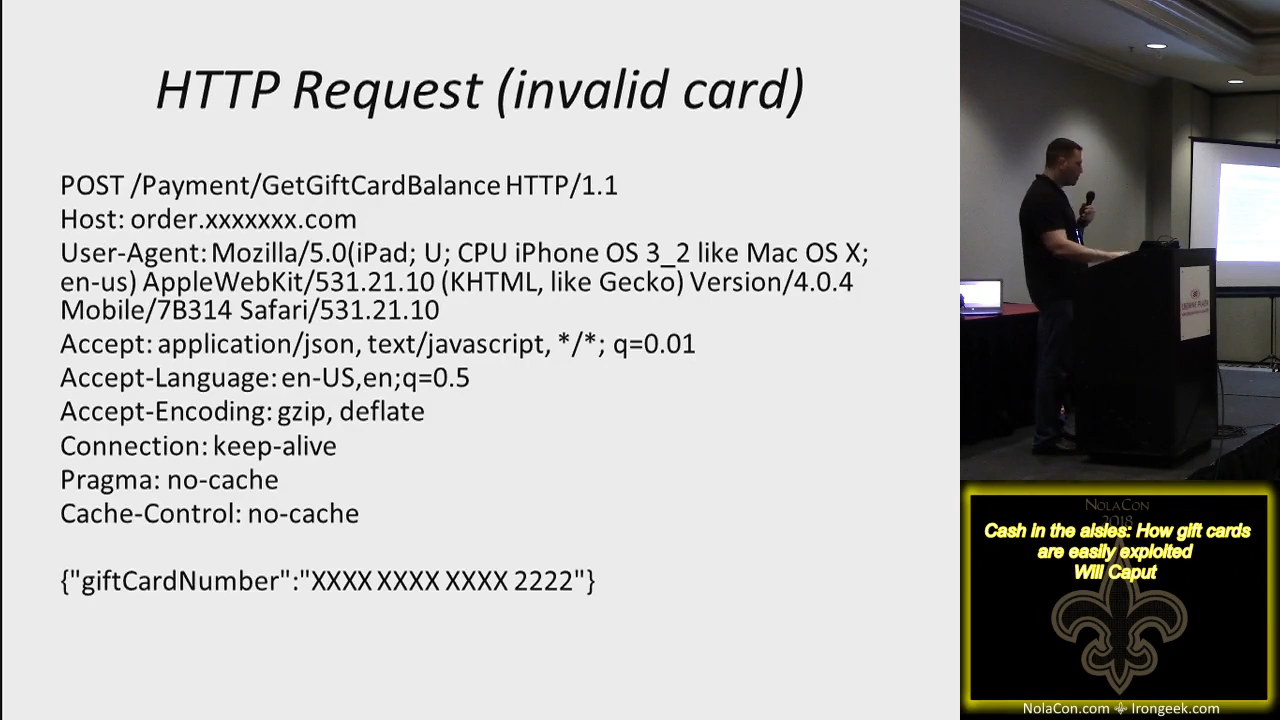 HTTP Request (invalid card)
POST /Payment/GetGiftCardBalance HTTP/1.1
Host: order.xxxxxxx.com
User-Agent: Mozilla/5.0(iPad; U; CPU iPhone OS 3_2 like Mac OS X;
en-us) AppleWebKit/531.21.10 (KHTML, like Gecko) Version/4.0.4
Mobile/7B314 Safari/531.21.10
Accept: application/json, text/javascript, */*; q=0.01
Accept-Language: en-US,en;q=0.5
Accept-Encoding: gzip, deflate
Connection: keep-alive
Pragma: no-cache
Cache-Control: no-cache
{"giftCardNumber":"XXXX XXXX XXXX 2222"}
NolaCon
2018
Cash in the aisles: How gift cards
are easily exploited
Will Caput
NolaCon.com ⚜ Irongeek.com